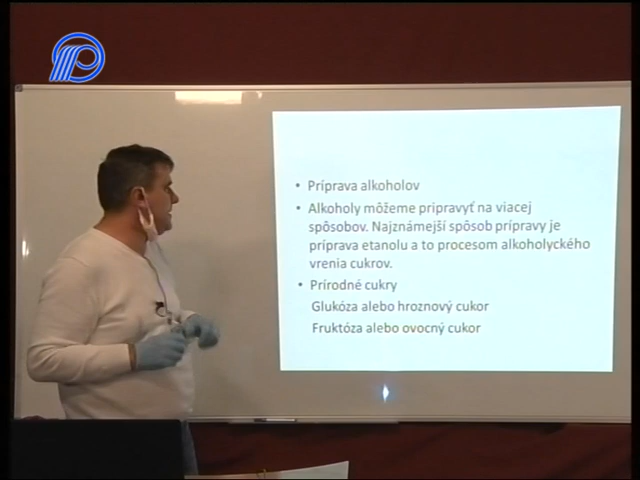 • Príprava alkoholov
• Alkoholy môžeme pripravyť na viacej
spôsobov. Najznámejší spôsob prípravy je
príprava etanolu a to procesom alkoholyckého
vrenia cukrov.
• Prírodné cukry
Glukóza alebo hroznový cukor
Fruktóza alebo ovocný cukor